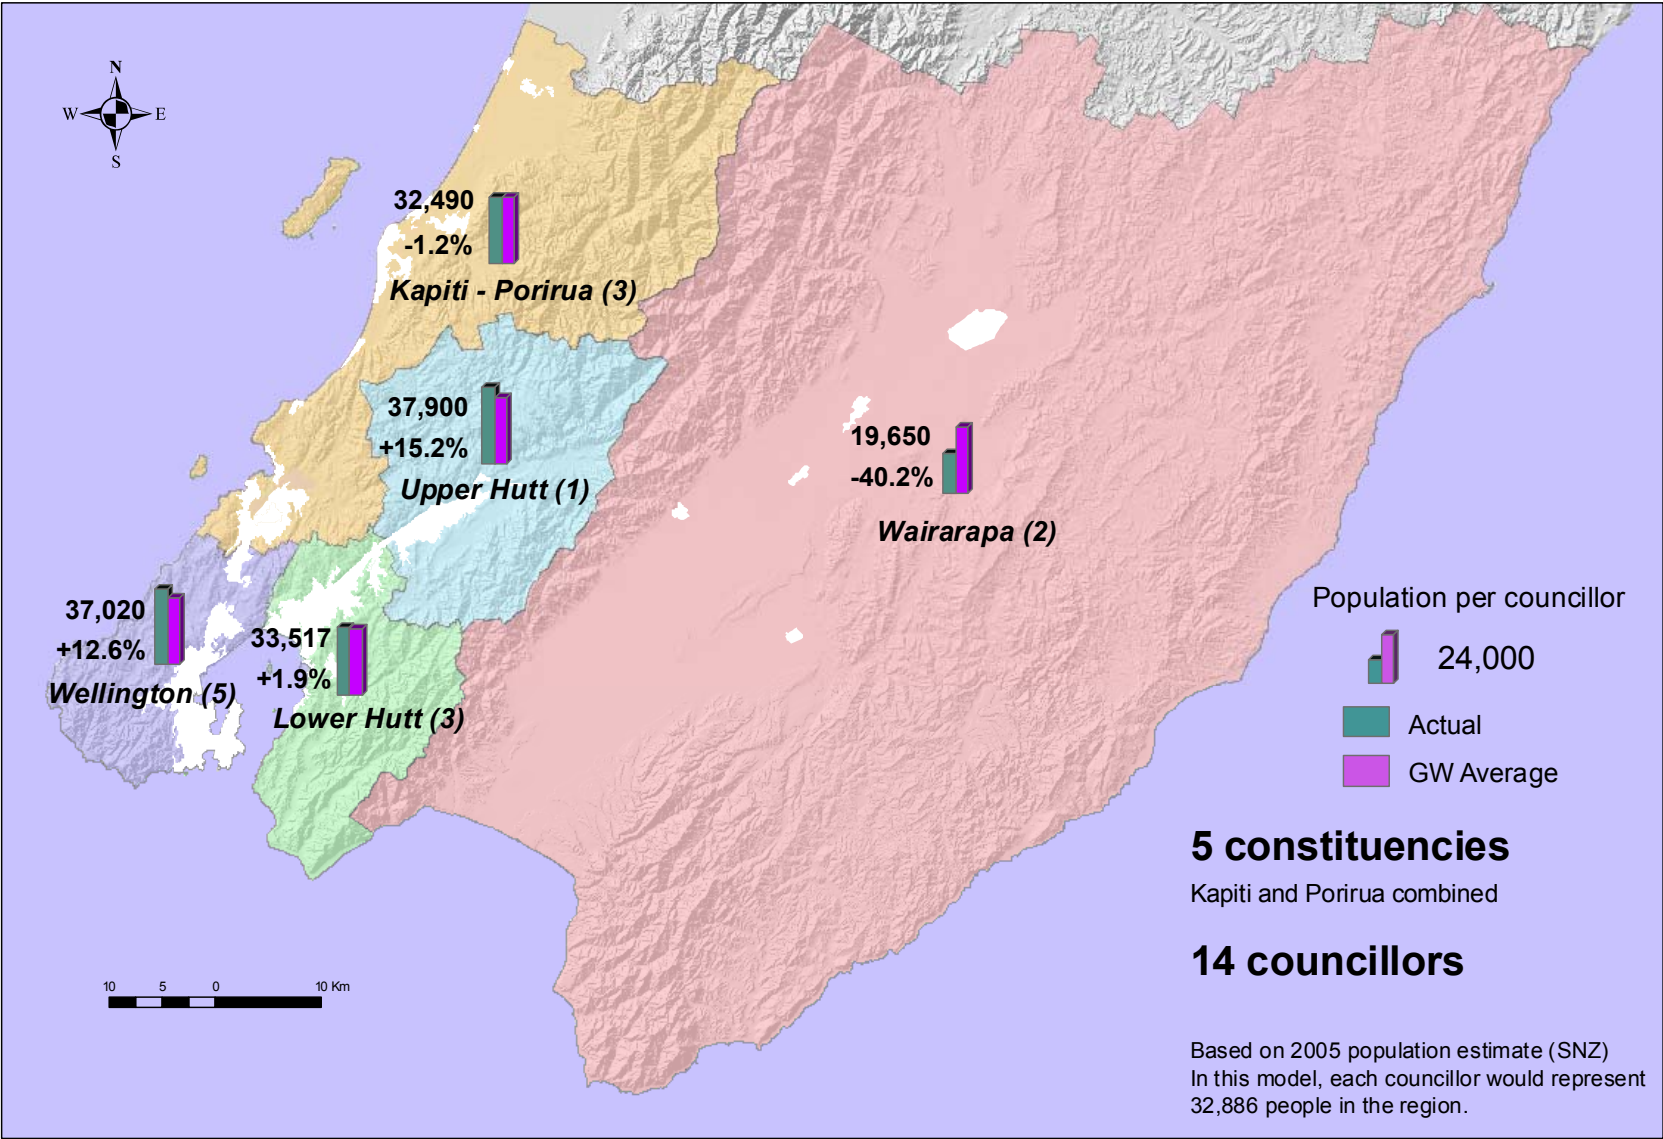 N
W E
S
32,490
-1.2%
Kapiti - Porirua (3)
37,900
+15.2%
Upper Hutt (1)
19,650
-40.2%
Wairarapa (2)
37,020
+12.6%
Wellington (5)
33,517
+1.9%
Lower Hutt (3)
Population per councillor
24,000
Actual
GW Average
5 constituencies
Kapiti and Porirua combined
14 councillors
10 5 0 10 Km
Based on 2005 population estimate (SNZ)
In this model, each councillor would represent
32,886 people in the region.